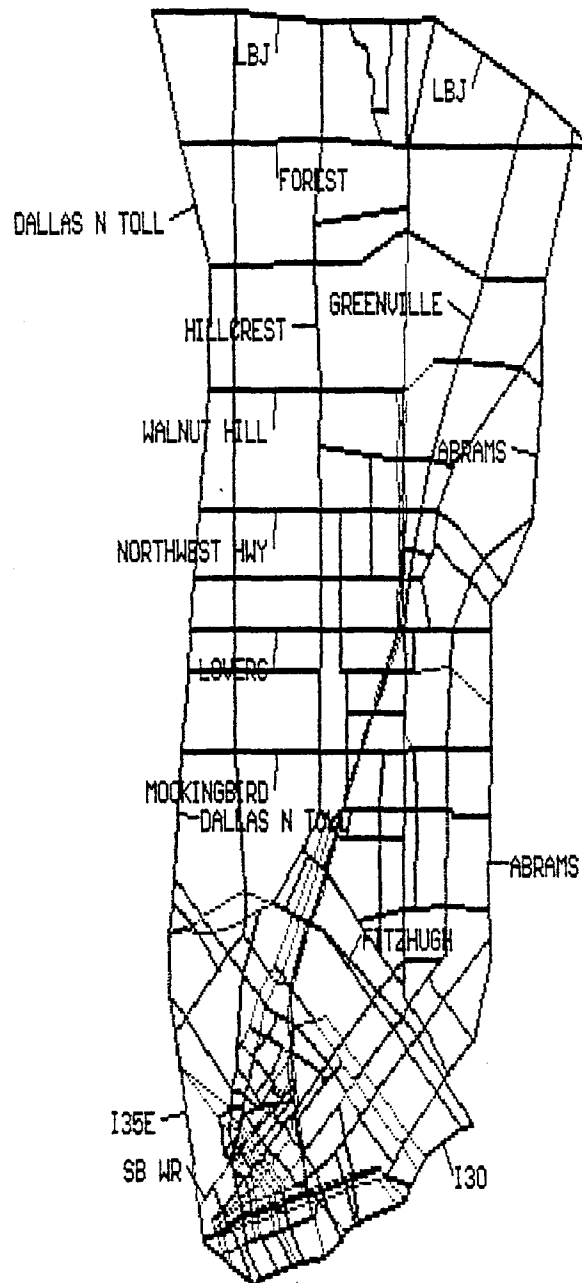 LBJ
LBJ
FOREST
DALLAS N TOLL
GREENVILLE
HILLCREST
WALNUT HILL
ABRAMS
NORTHWEST HWY
LOVERS
MOCKINGBIRD
DALLAS N TOLL
ABRAMS
FITZHUGH
I35E
SB WR
I30